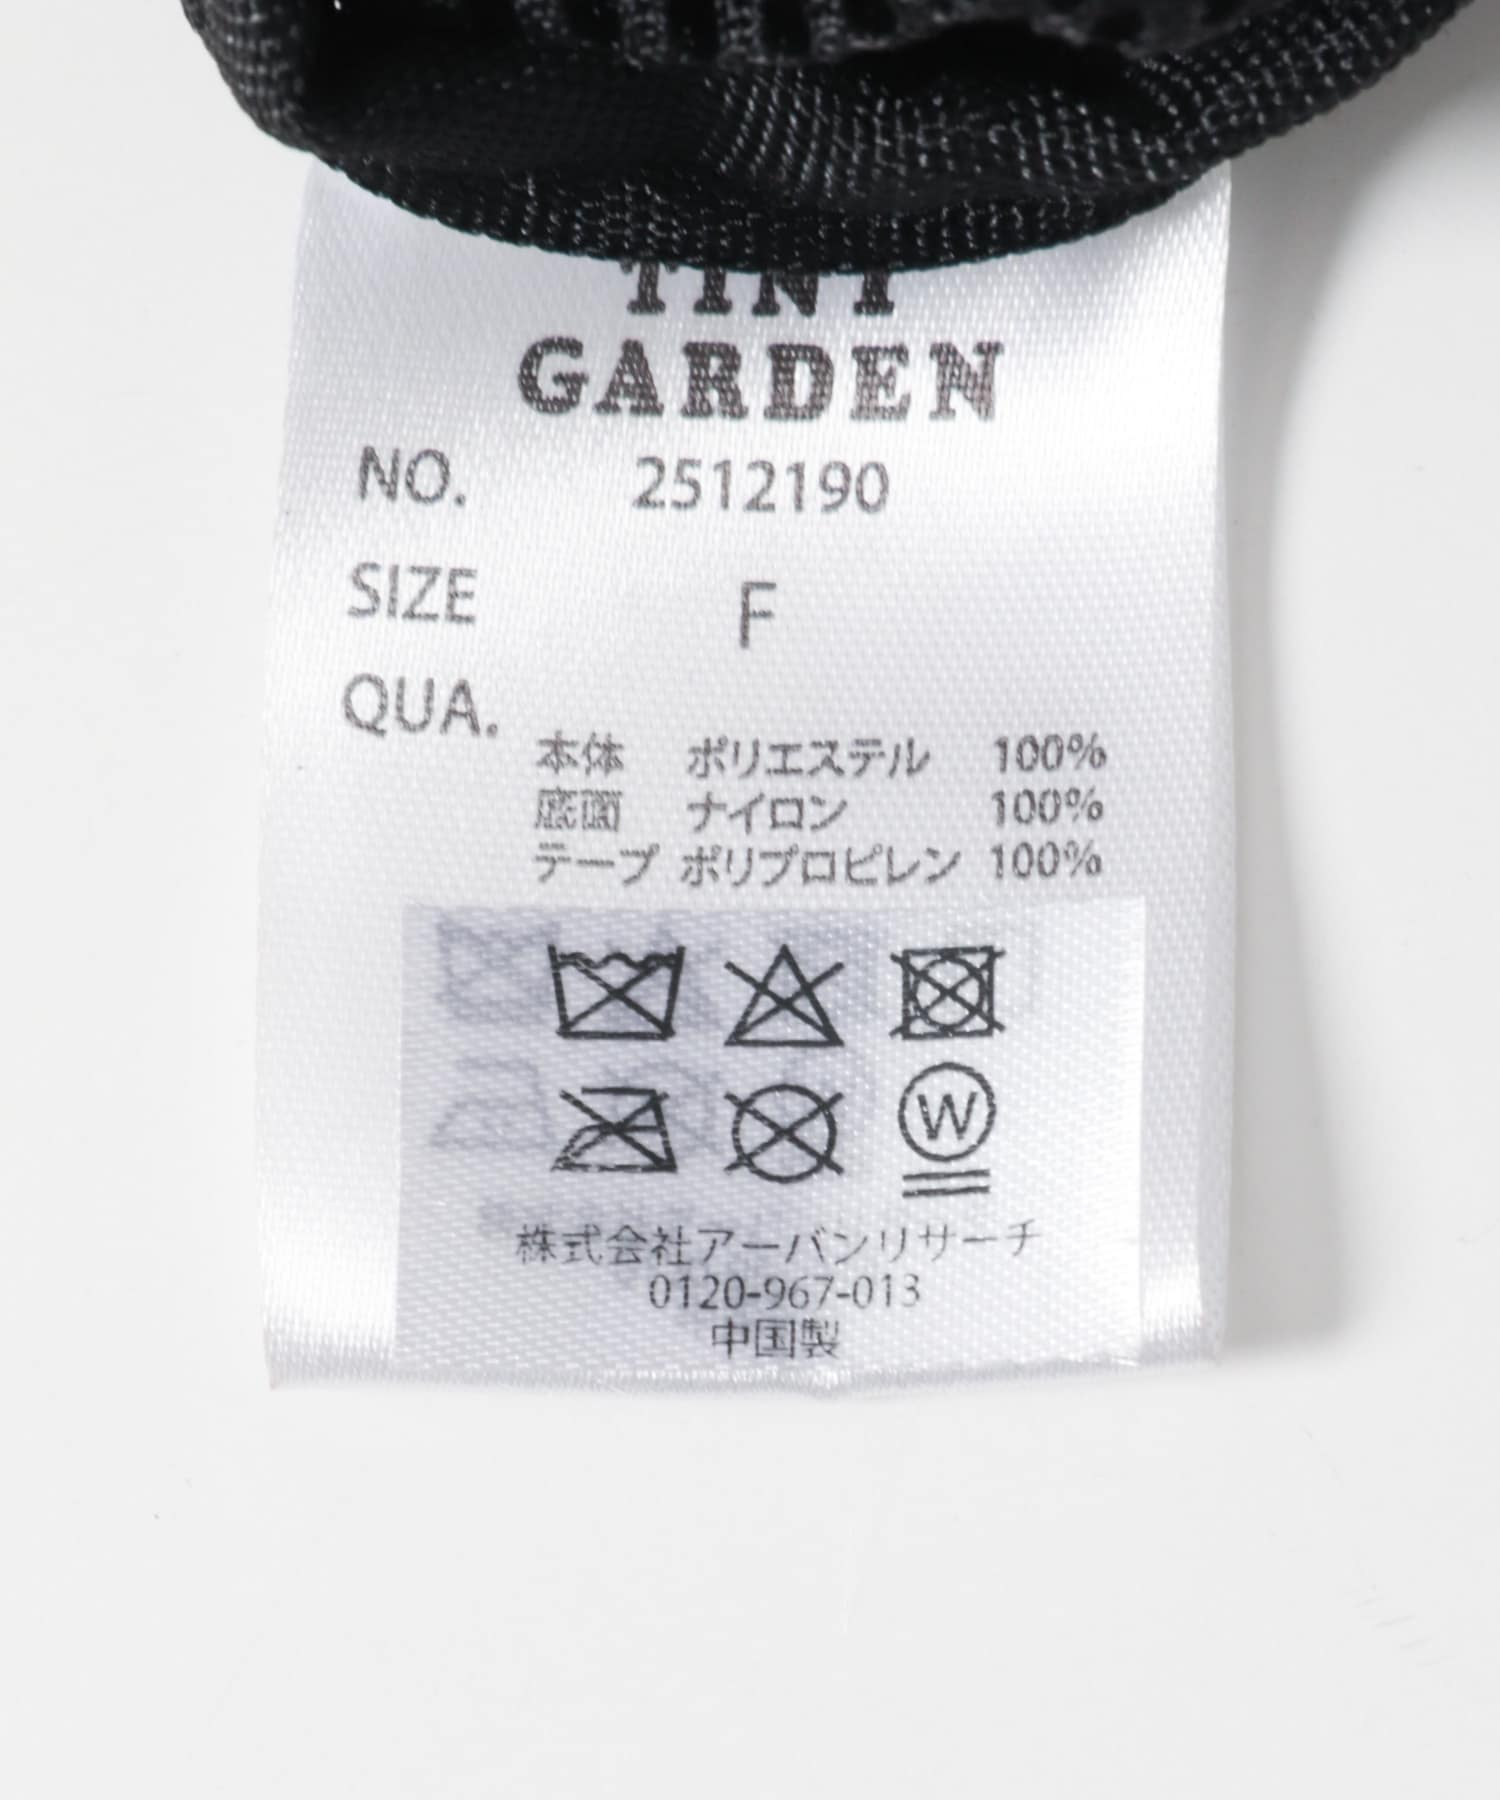 TINY
GARDEN
NO. 2512190
SIZE F
QUA.
本体 ポリエステル 100%
底面 ナイロン 100%
テープ ポリプロピレン 100%
W
株式会社アーバンリサーチ
0120-967-013
中国製